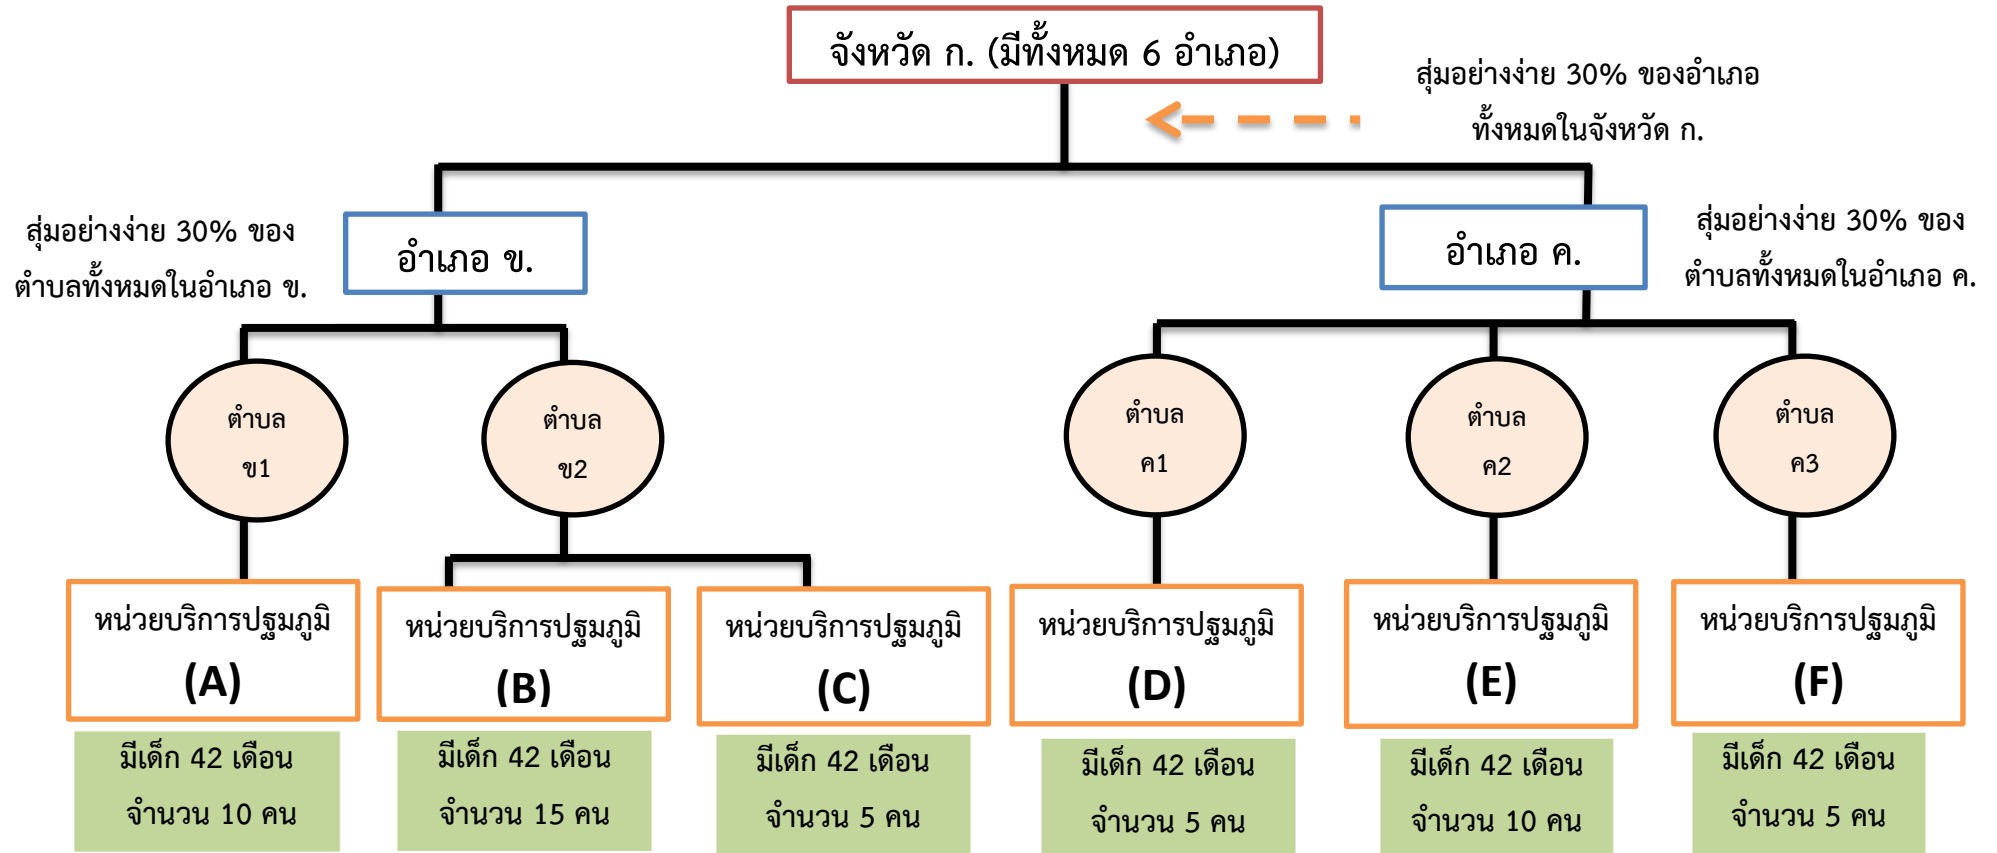 จังหวัด ก. (มีทั้งหมด 6 อำเภอ)
สุ่มอย่างง่าย 30% ของอำเภอ
ทั้งหมดในจังหวัด ก.
สุ่มอย่างง่าย 30% ของ
ตำบลทั้งหมดในอำเภอ ข.
อำเภอ ข.
อำเภอ ค.
สุ่มอย่างง่าย 30% ของ
ตำบลทั้งหมดในอำเภอ ค.
ตำบล
ข1
ตำบล
ข2
ตำบล
ค1
ตำบล
ค2
ตำบล
ค3
หน่วยบริการปฐมภูมิ
(A)
หน่วยบริการปฐมภูมิ
(B)
หน่วยบริการปฐมภูมิ
(C)
หน่วยบริการปฐมภูมิ
(D)
หน่วยบริการปฐมภูมิ
(E)
หน่วยบริการปฐมภูมิ
(F)
มีเด็ก 42 เดือน
จำนวน 10 คน
มีเด็ก 42 เดือน
จำนวน 15 คน
มีเด็ก 42 เดือน
จำนวน 5 คน
มีเด็ก 42 เดือน
จำนวน 5 คน
มีเด็ก 42 เดือน
จำนวน 10 คน
มีเด็ก 42 เดือน
จำนวน 5 คน